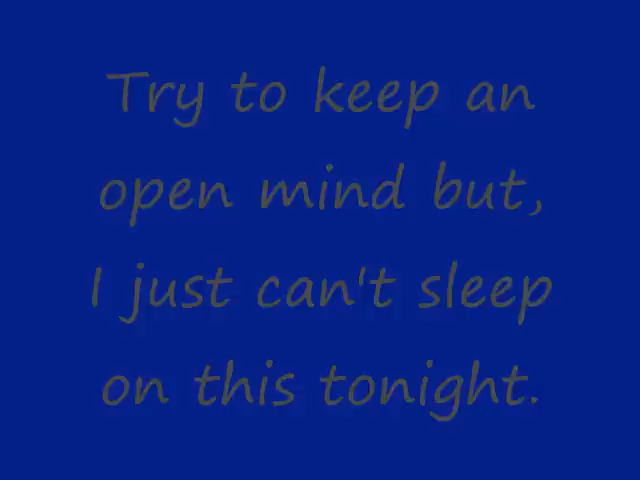 Try to keep an
open mind but,
I just can't sleep
on this tonight.